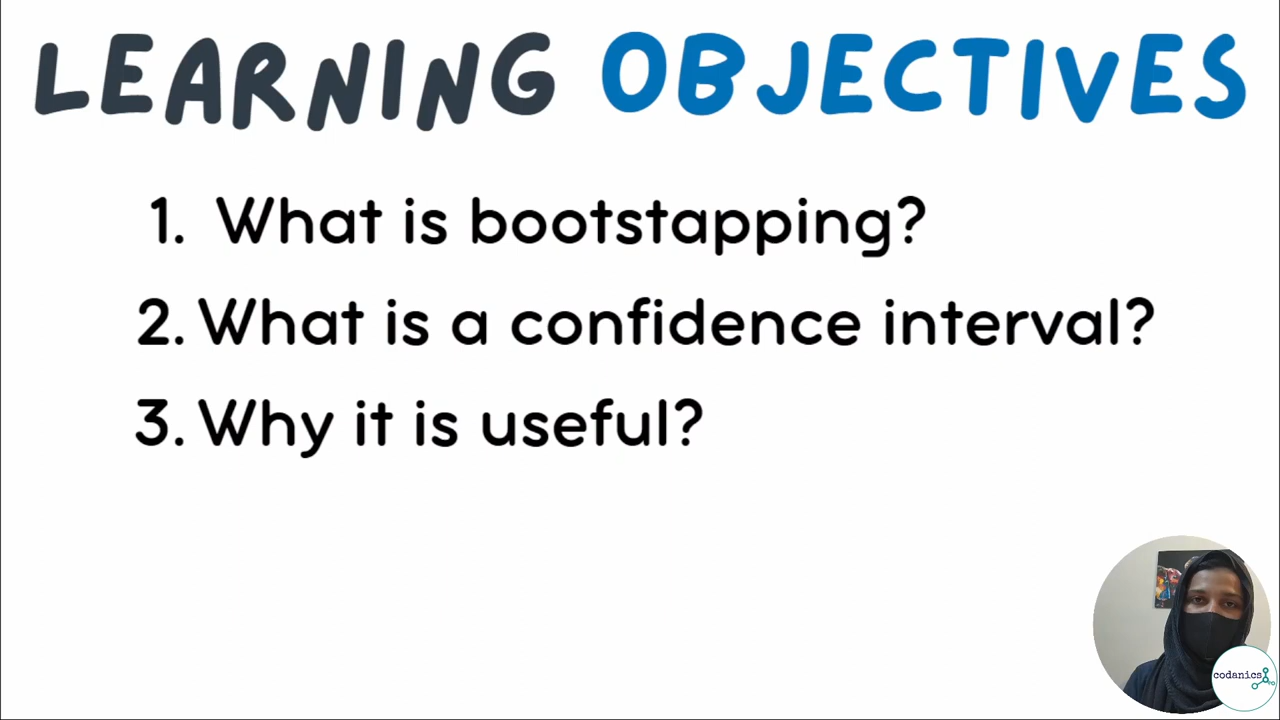 LEARNING OBJECTIVES
1. What is bootstapping?
2. What is a confidence interval?
3. Why it is useful?
codanics